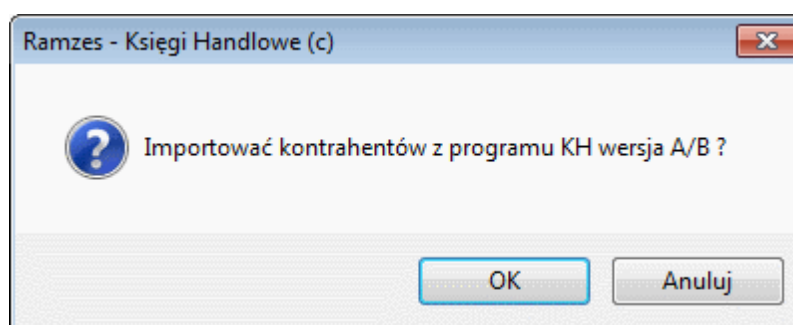 Ramzes - Księgi Handlowe (c)
Importować kontrahentów z programu KH wersja A/B ?
OK Anuluj